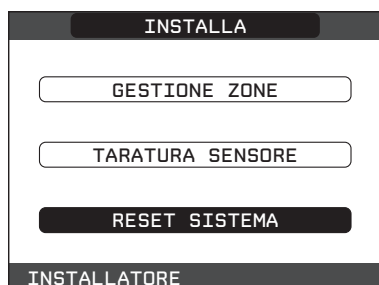 INSTALLA
GESTIONE ZONE
TARATURA SENSORE
RESET SISTEMA
INSTALLATORE